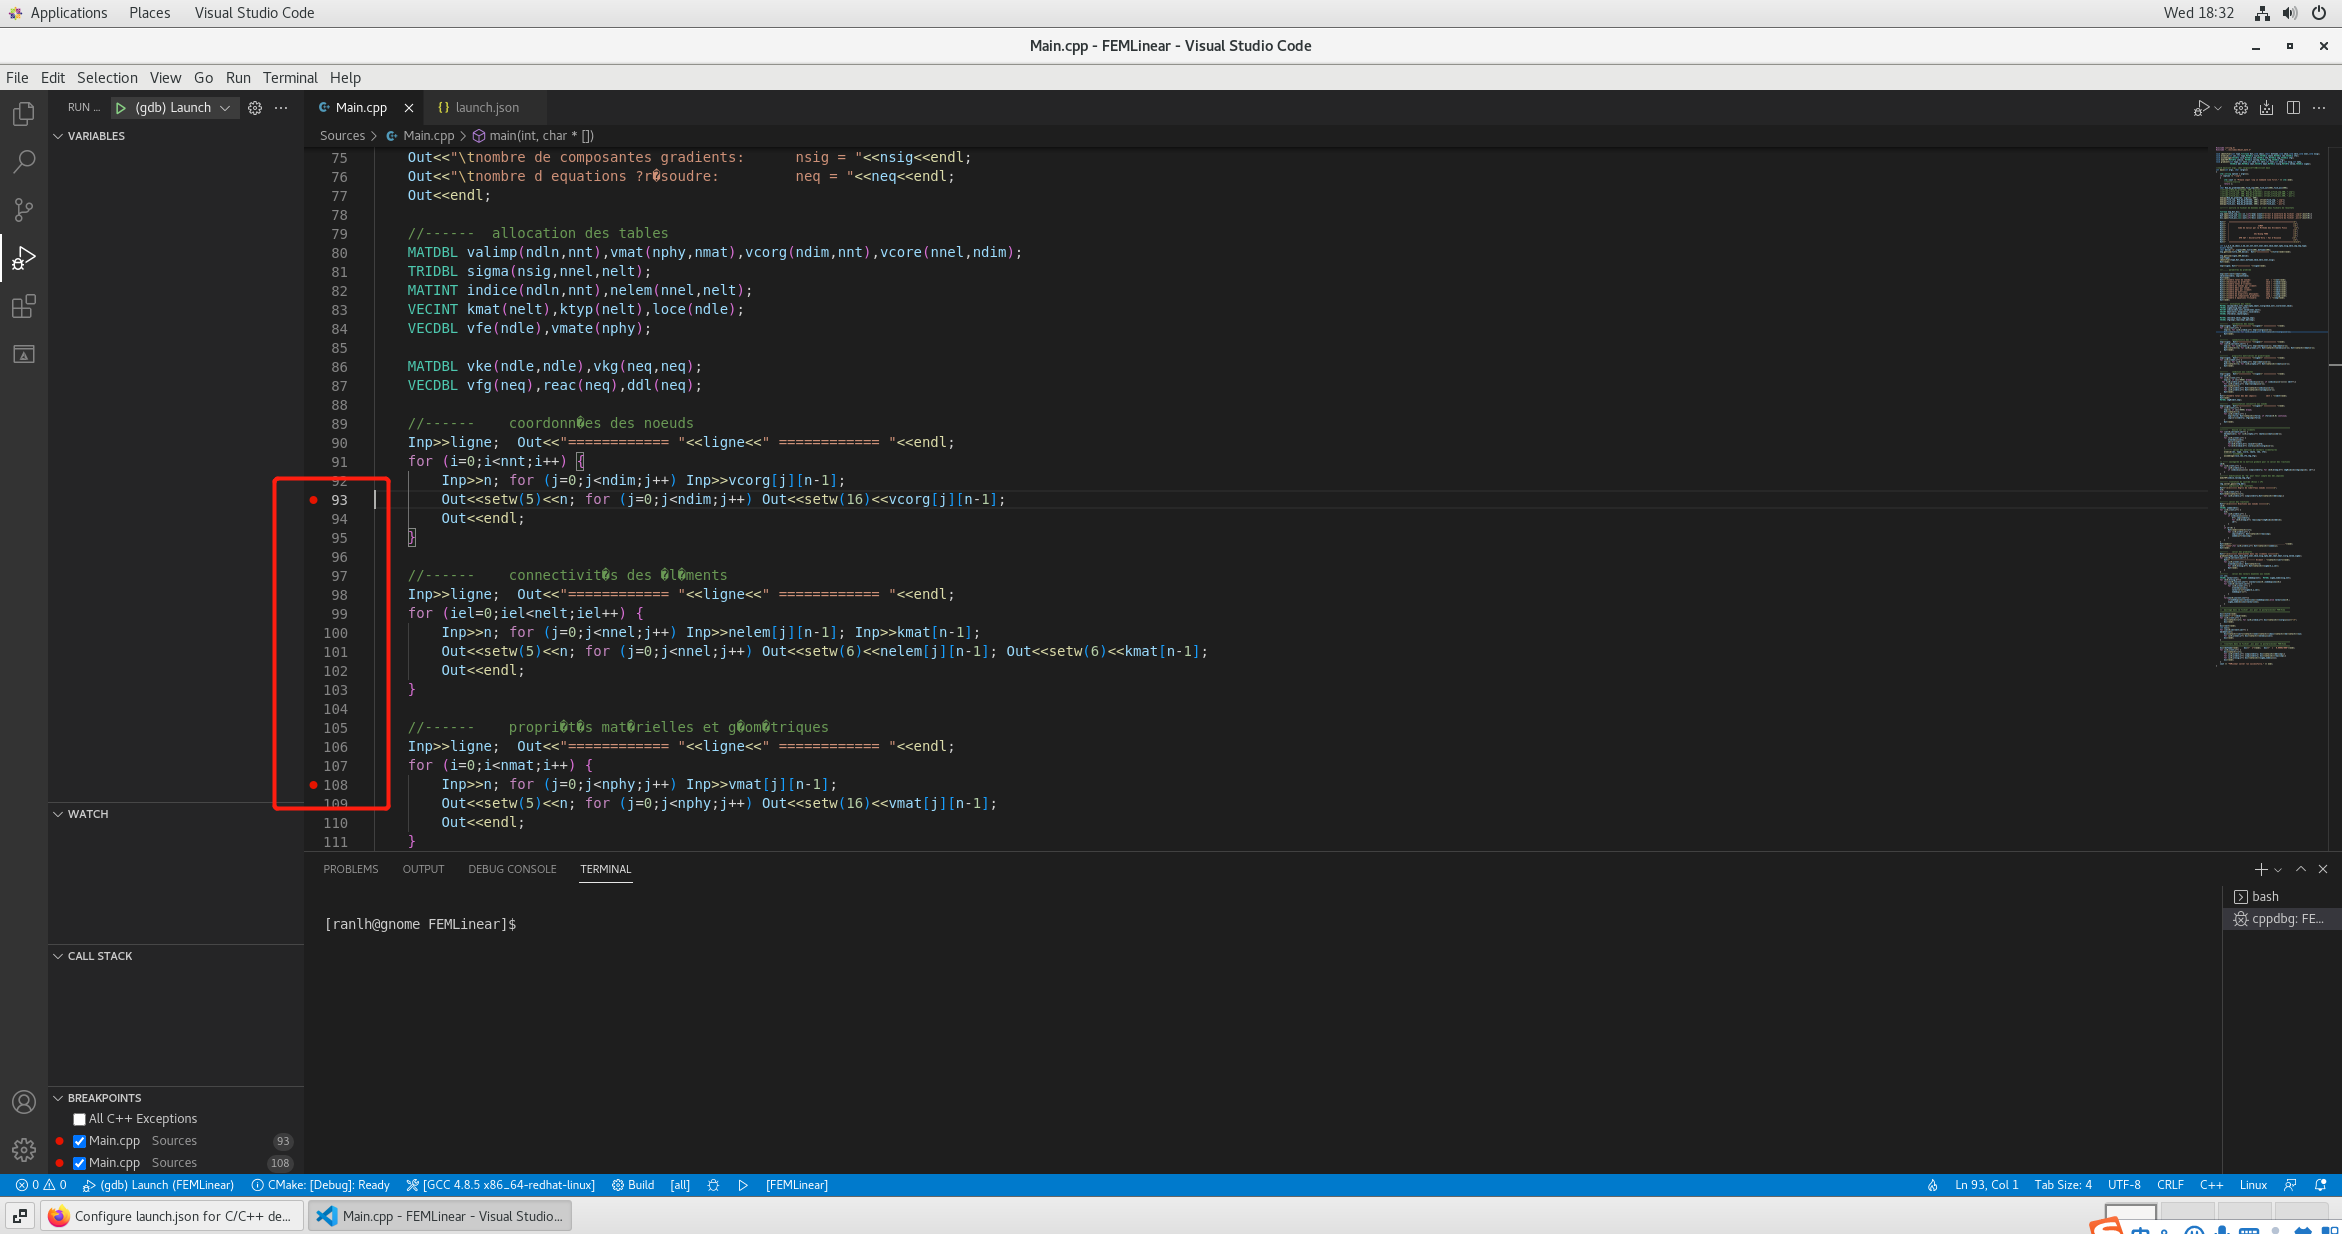 Applications Places Visual Studio Code Wed 18:32
Main.cpp - FEMLinear - Visual Studio Code
File Edit Selection View Go Run Terminal Help
RUN ... (gdb) Launch
Main.cpp
launch.json
Sources > Main.cpp > main(int, char * [])
VARIABLES
75 Out<<"\tnombre de composantes gradients:      nsig = "<<nsig<<endl;
76 Out<<"\tnombre d equations ?r�soudre:         neq = "<<neq<<endl;
77 Out<<endl;
78
79 //------  allocation des tables
80 MATDBL valimp(ndln,nnt),vmat(nphy,nmat),vcorg(ndim,nnt),vcore(nnel,ndim);
81 TRIDBL sigma(nsig,nnel,nelt);
82 MATINT indice(ndln,nnt),nelem(nnel,nelt);
83 VECINT kmat(nelt),ktyp(nelt),loce(ndle);
84 VECDBL vfe(ndle),vmate(nphy);
85
86 MATDBL vke(ndle,ndle),vkg(neq,neq);
87 VECDBL vfg(neq),reac(neq),ddl(neq);
88
89 //------    coordonn�es des noeuds
90 Inp>>ligne;  Out<<"============ "<<ligne<<" ============ "<<endl;
91 for (i=0;i<nnt;i++) {
92     Inp>>n; for (j=0;j<ndim;j++) Inp>>vcorg[j][n-1];
93     Out<<setw(5)<<n; for (j=0;j<ndim;j++) Out<<setw(16)<<vcorg[j][n-1];
94     Out<<endl;
95 }
96
97 //------    connectivit�s des �l�ments
98 Inp>>ligne;  Out<<"============ "<<ligne<<" ============ "<<endl;
99 for (iel=0;iel<nelt;iel++) {
100     Inp>>n; for (j=0;j<nnel;j++) Inp>>nelem[j][n-1]; Inp>>kmat[n-1];
101     Out<<setw(5)<<n; for (j=0;j<nnel;j++) Out<<setw(6)<<nelem[j][n-1]; Out<<setw(6)<<kmat[n-1];
102     Out<<endl;
103 }
104
105 //------    propri�t�s mat�rielles et g�om�triques
106 Inp>>ligne;  Out<<"============ "<<ligne<<" ============ "<<endl;
107 for (i=0;i<nmat;i++) {
108     Inp>>n; for (j=0;j<nphy;j++) Inp>>vmat[j][n-1];
109     Out<<setw(5)<<n; for (j=0;j<nphy;j++) Out<<setw(16)<<vmat[j][n-1];
110     Out<<endl;
111 }
WATCH
CALL STACK
BREAKPOINTS
All C++ Exceptions
Main.cpp Sources 93
Main.cpp Sources 108
PROBLEMS OUTPUT DEBUG CONSOLE TERMINAL
[ranlh@gnome FEMLinear]$
bash
cppdbg: FE...
0 0 (gdb) Launch (FEMLinear) CMake: [Debug]: Ready [GCC 4.8.5 x86_64-redhat-linux] Build [all] [FEMLinear] Ln 93, Col 1 Tab Size: 4 UTF-8 CRLF C++ Linux
Configure launch.json for C/C++ de...
Main.cpp - FEMLinear - Visual Studio...